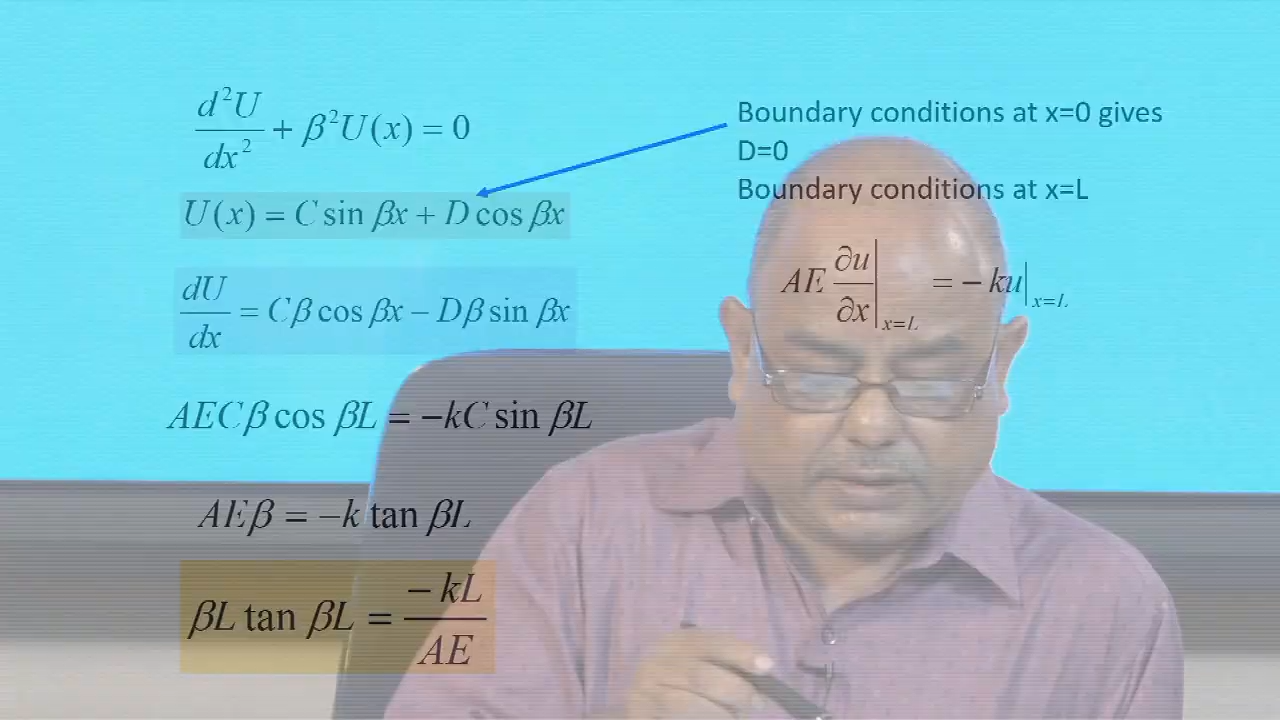 d²U/dx² + β²U(x) = 0
U(x) = C sin βx + D cos βx
dU/dx = Cβ cos βx − Dβ sin βx
AECβ cos βL = −kC sin βL
AEβ = −k tan βL
βL tan βL = −kL/AE
Boundary conditions at x=0 gives
D=0
Boundary conditions at x=L
AE ∂u/∂x|x=L = − ku|x=L